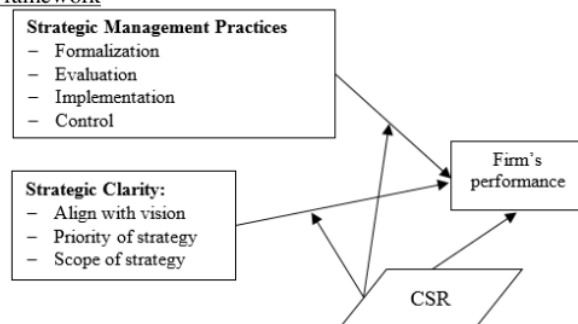 framework
Strategic Management Practices
– Formalization
– Evaluation
– Implementation
– Control
Firm's
performance
Strategic Clarity:
– Align with vision
– Priority of strategy
– Scope of strategy
CSR